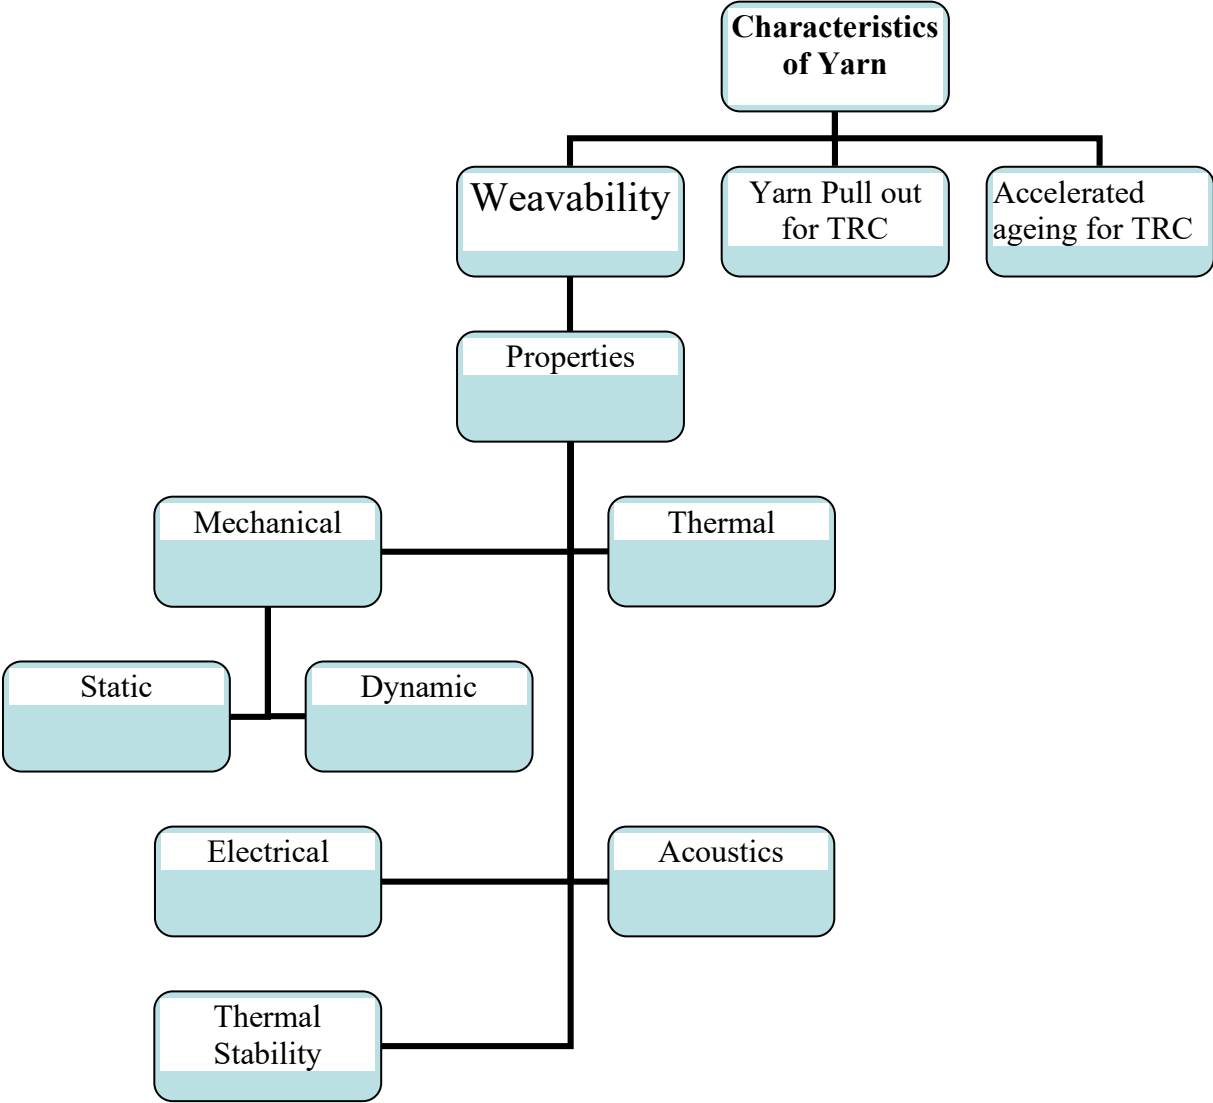 Characteristics
of Yarn
Weavability
Yarn Pull out
for TRC
Accelerated
ageing for TRC
Properties
Mechanical
Thermal
Static
Dynamic
Electrical
Acoustics
Thermal
Stability